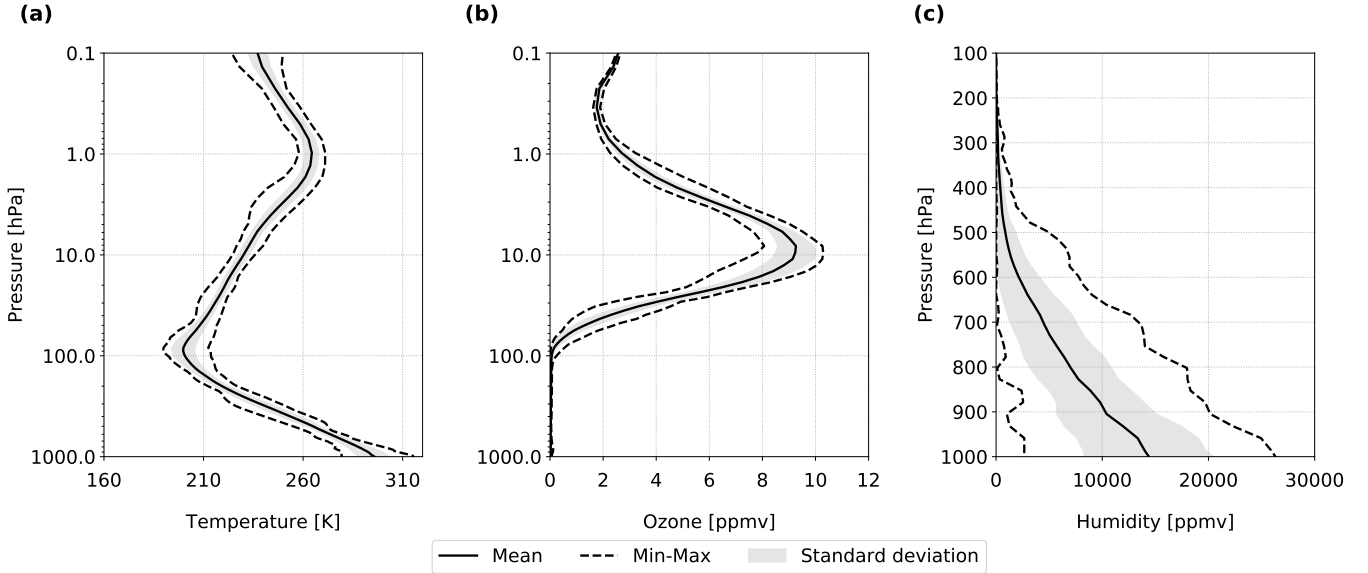 (a)
0.1
1.0
10.0
100.0
1000.0
Pressure [hPa]
160 210 260 310
Temperature [K]
(b)
0.1
1.0
10.0
100.0
1000.0
0 2 4 6 8 10 12
Ozone [ppmv]
(c)
100
200
300
400
500
600
700
800
900
1000
Pressure [hPa]
0 10000 20000 30000
Humidity [ppmv]
Mean Min-Max Standard deviation